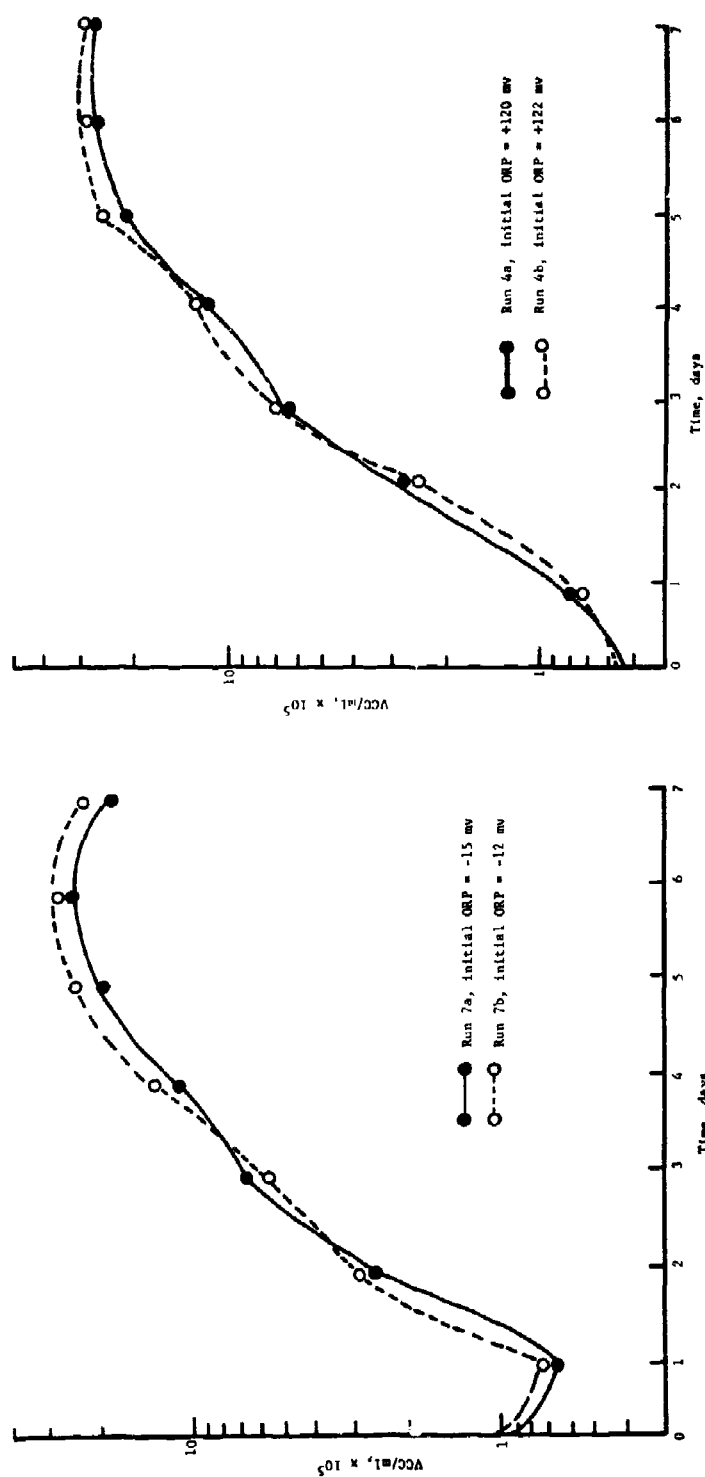 VCC/ml, x 10⁵
10
1
0
1
2
3
4
5
6
7
Time, days
Run 7a, initial ORP = -15 mv
Run 7b, initial ORP = -12 mv
VCC/ml, x 10⁵
10
1
0
1
2
3
4
5
6
7
Time, days
Run 4a, initial ORP = +120 mv
Run 4b, initial ORP = +122 mv